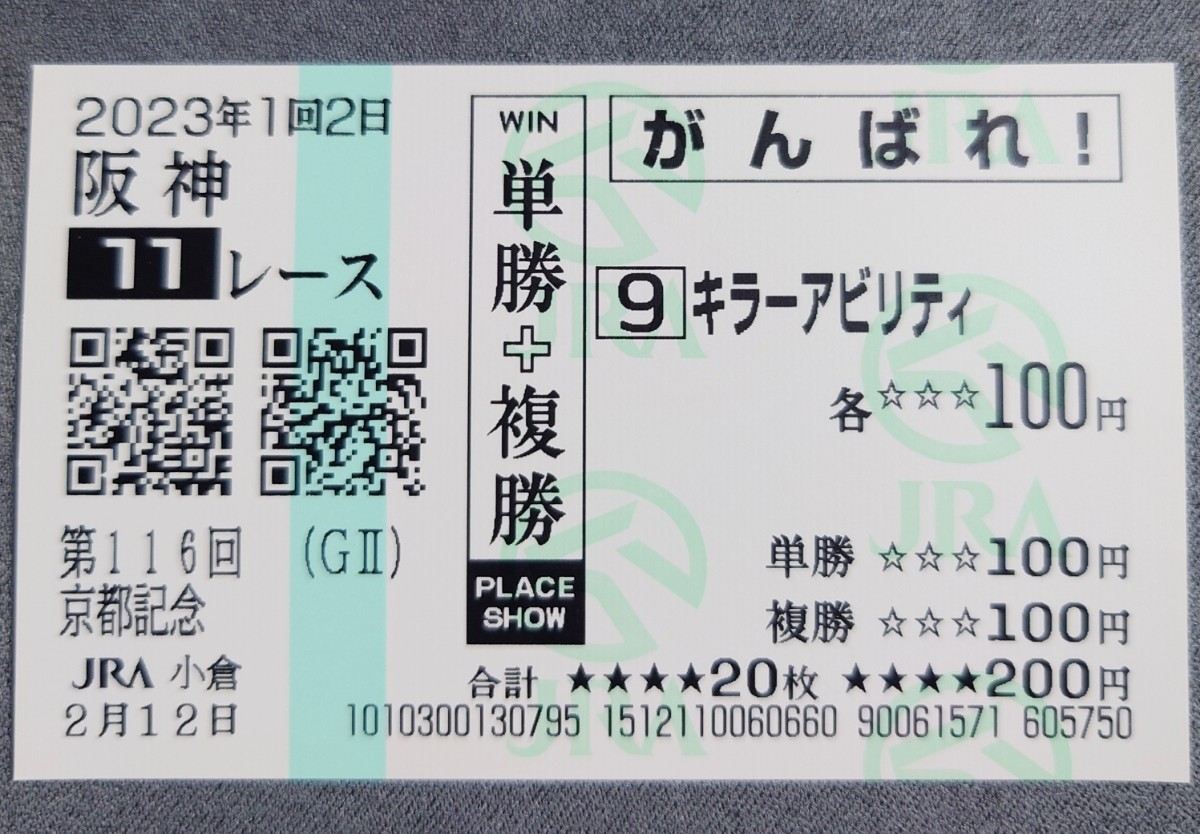 2023年1回2日
阪神
11レース
第116回 (GⅡ)
京都記念
JRA 小倉
2月12日
WIN
単勝+複勝
PLACE
SHOW
がんばれ!
9 キラーアビリティ
各☆☆☆100円
単勝 ☆☆☆100円
複勝 ☆☆☆100円
合計 ★★★★20枚 ★★★★200円
1010300130795 1512110060660 90061571 605750
JRA
JRA
JRA
JRA